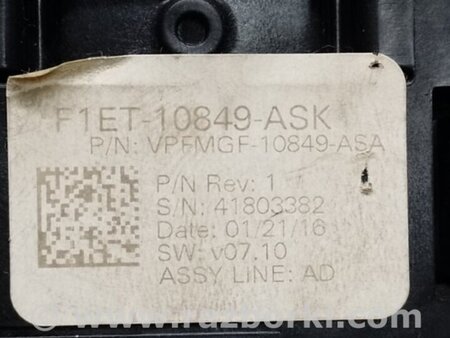 F1ET-10849-ASK
P/N: VPFMGF-10849-ASA
P/N Rev: 1
S/N: 41803382
Date: 01/21/16
SW: v07.10
ASSY LINE: AD
www.irazborki.com